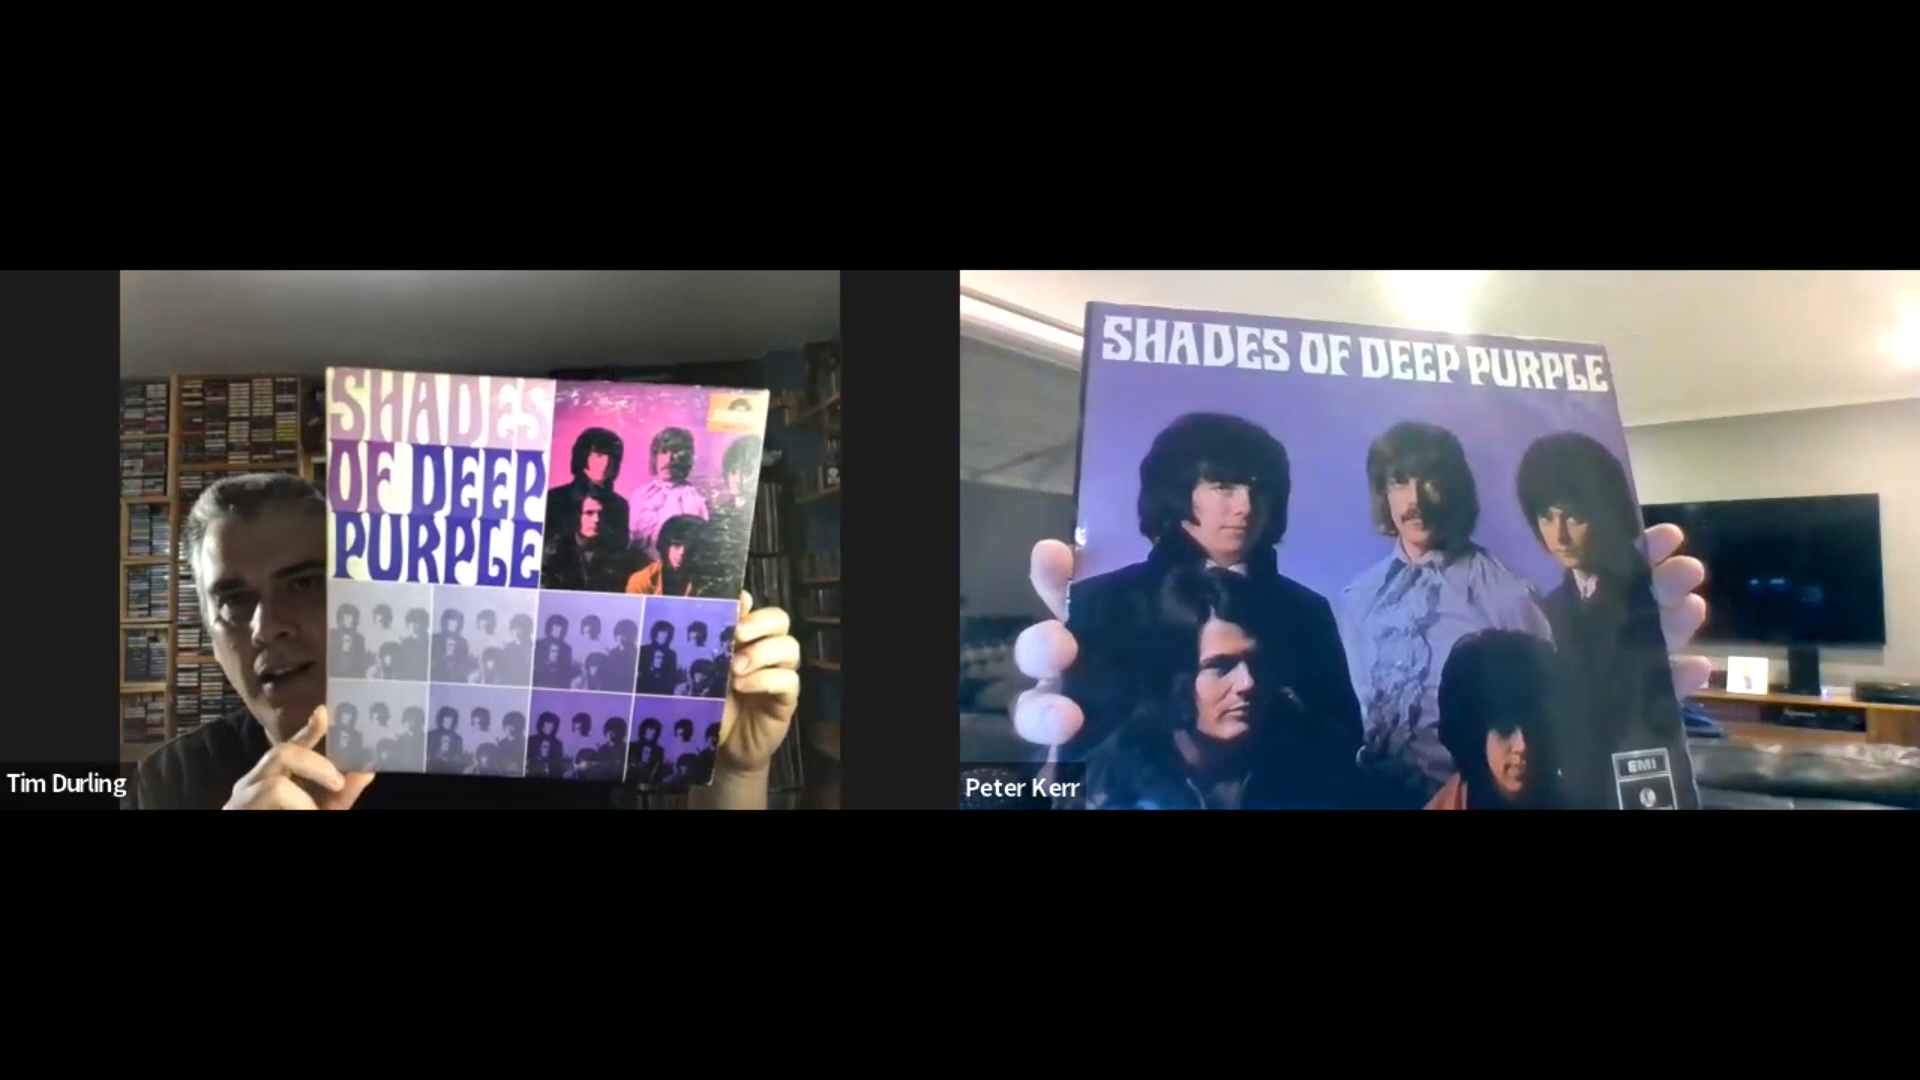 SHADES
OF DEEP
PURPLE
Tim Durling
SHADES OF DEEP PURPLE
EMI
Peter Kerr